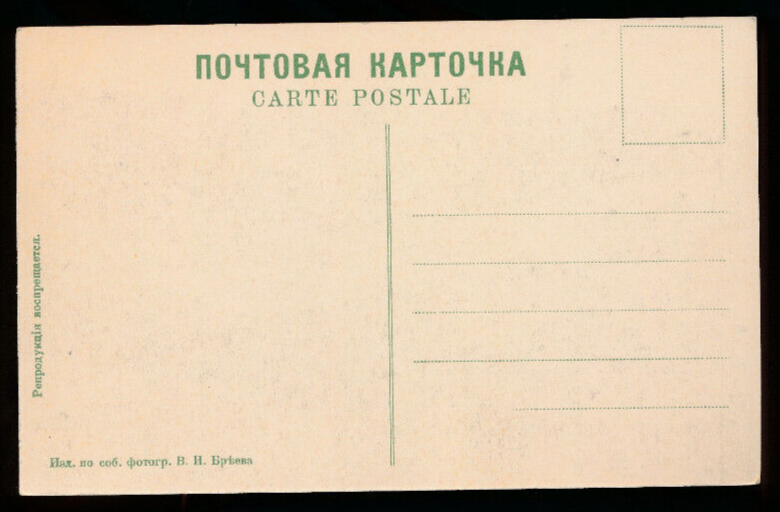 ПОЧТОВАЯ КАРТОЧКА
CARTE POSTALE
Репродукція воспрещается.
Изд. по соб. фотогр. В. И. Брѣева